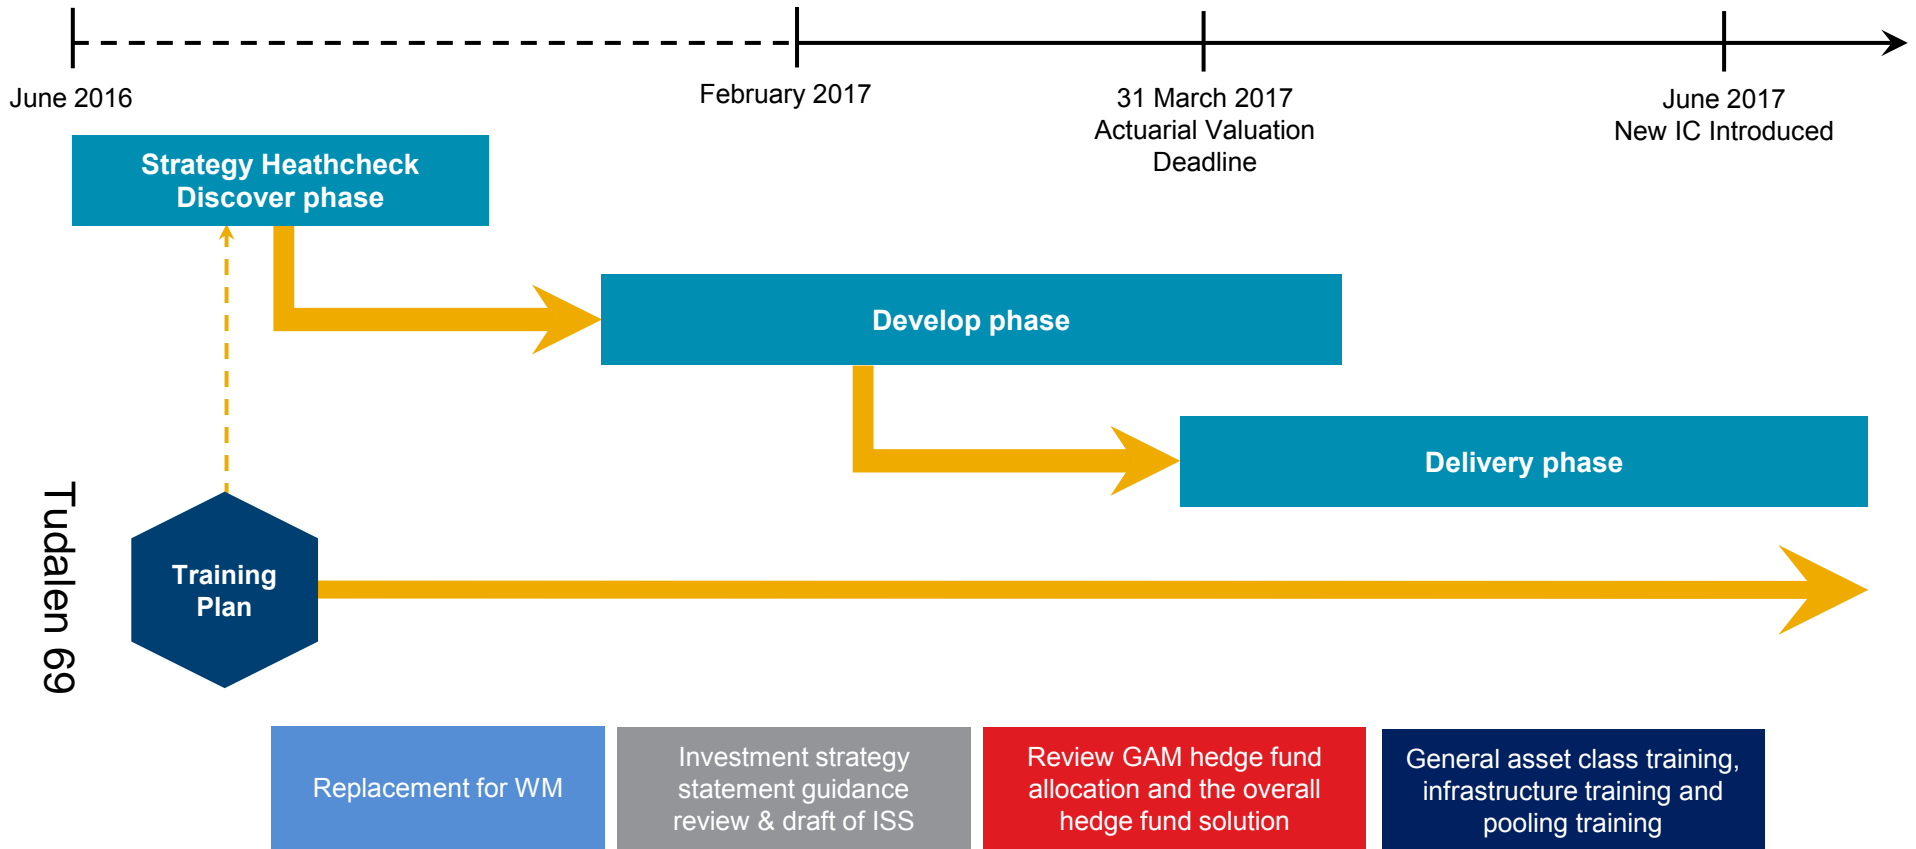 June 2016
February 2017
31 March 2017
Actuarial Valuation
Deadline
June 2017
New IC Introduced
Strategy Heathcheck
Discover phase
Develop phase
Delivery phase
Training
Plan
Tudalen 69
Replacement for WM
Investment strategy
statement guidance
review & draft of ISS
Review GAM hedge fund
allocation and the overall
hedge fund solution
General asset class training,
infrastructure training and
pooling training